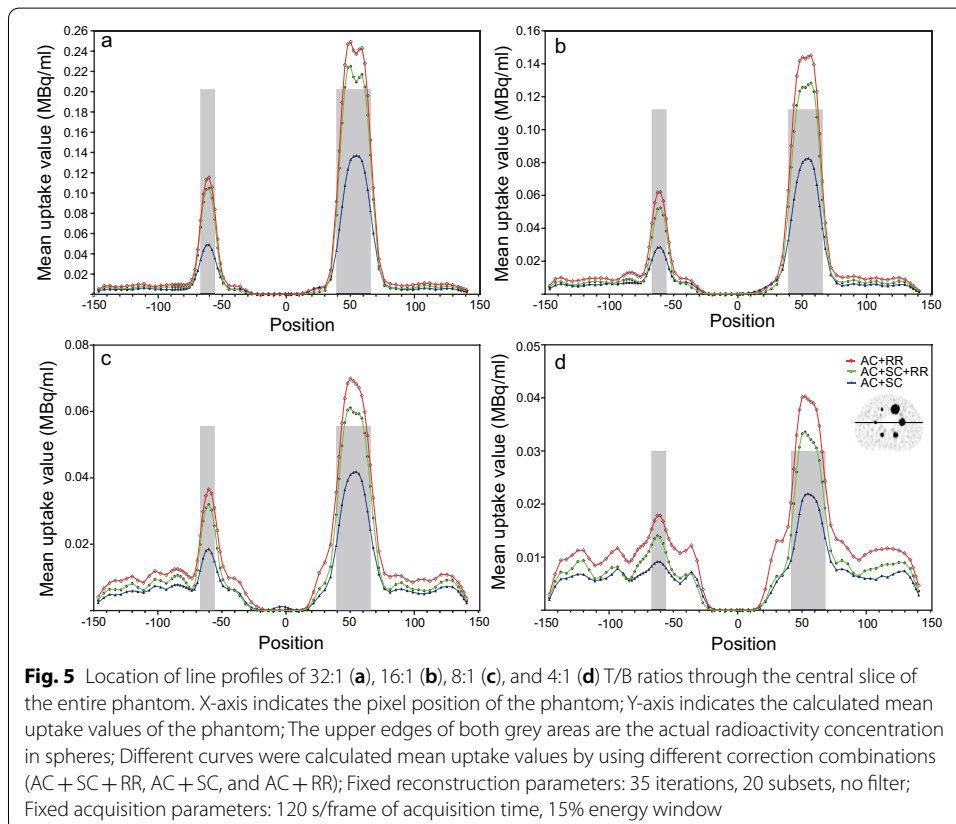 a
Mean uptake value (MBq/ml)
0.26
0.24
0.22
0.20
0.18
0.16
0.14
0.12
0.10
0.08
0.06
0.04
0.02
-150 -100 -50 0 50 100 150
Position
b
Mean uptake value (MBq/ml)
0.16
0.14
0.12
0.10
0.08
0.06
0.04
0.02
-150 -100 -50 0 50 100 150
Position
c
Mean uptake value (MBq/ml)
0.08
0.06
0.04
0.02
-150 -100 -50 0 50 100 150
Position
d
Mean uptake value (MBq/ml)
0.05
0.04
0.03
0.02
0.01
-150 -100 -50 0 50 100 150
Position
AC+RR
AC+SC+RR
AC+SC
Fig. 5 Location of line profiles of 32:1 (a), 16:1 (b), 8:1 (c), and 4:1 (d) T/B ratios through the central slice of
the entire phantom. X-axis indicates the pixel position of the phantom; Y-axis indicates the calculated mean
uptake values of the phantom; The upper edges of both grey areas are the actual radioactivity concentration
in spheres; Different curves were calculated mean uptake values by using different correction combinations
(AC + SC + RR, AC + SC, and AC + RR); Fixed reconstruction parameters: 35 iterations, 20 subsets, no filter;
Fixed acquisition parameters: 120 s/frame of acquisition time, 15% energy window